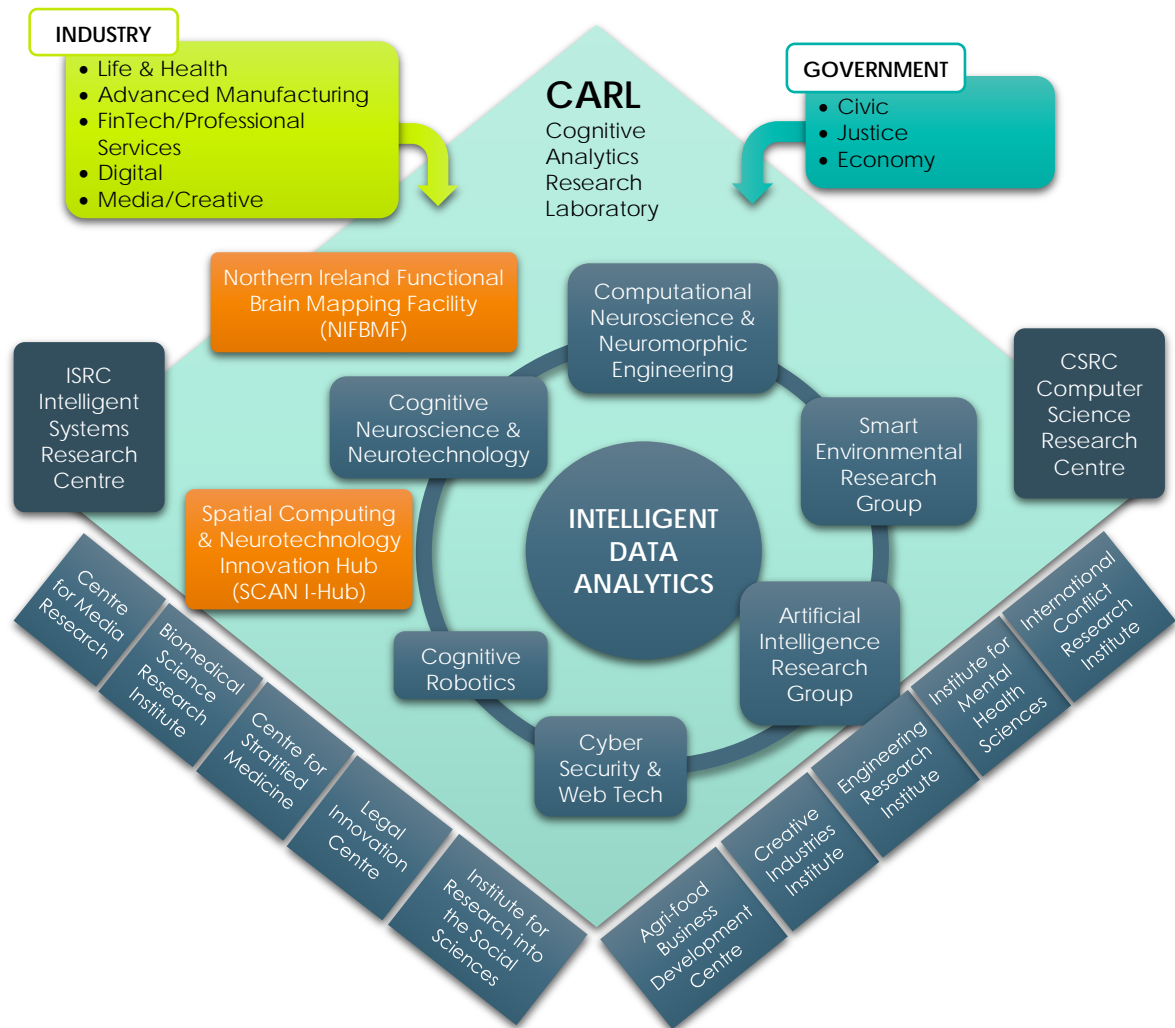 INDUSTRY
• Life & Health
• Advanced Manufacturing
• FinTech/Professional
Services
• Digital
• Media/Creative
CARL
Cognitive
Analytics
Research
Laboratory
GOVERNMENT
• Civic
• Justice
• Economy
Northern Ireland Functional
Brain Mapping Facility
(NIFBMF)
Computational
Neuroscience &
Neuromorphic
Engineering
ISRC
Intelligent
Systems
Research
Centre
Cognitive
Neuroscience &
Neurotechnology
Smart
Environmental
Research
Group
CSRC
Computer
Science
Research
Centre
Spatial Computing
& Neurotechnology
Innovation Hub
(SCAN I-Hub)
INTELLIGENT
DATA
ANALYTICS
Cognitive
Robotics
Artificial
Intelligence
Research
Group
Cyber
Security &
Web Tech
Centre
for Media
Research
Biomedical
Science
Research
Institute
Centre for
Stratified
Medicine
Legal
Innovation
Centre
Institute for
Research into
the Social
Sciences
Agri-food
Business
Development
Centre
Creative
Industries
Institute
Engineering
Research
Institute
Institute for
Mental
Health
Sciences
International
Conflict
Research
Institute